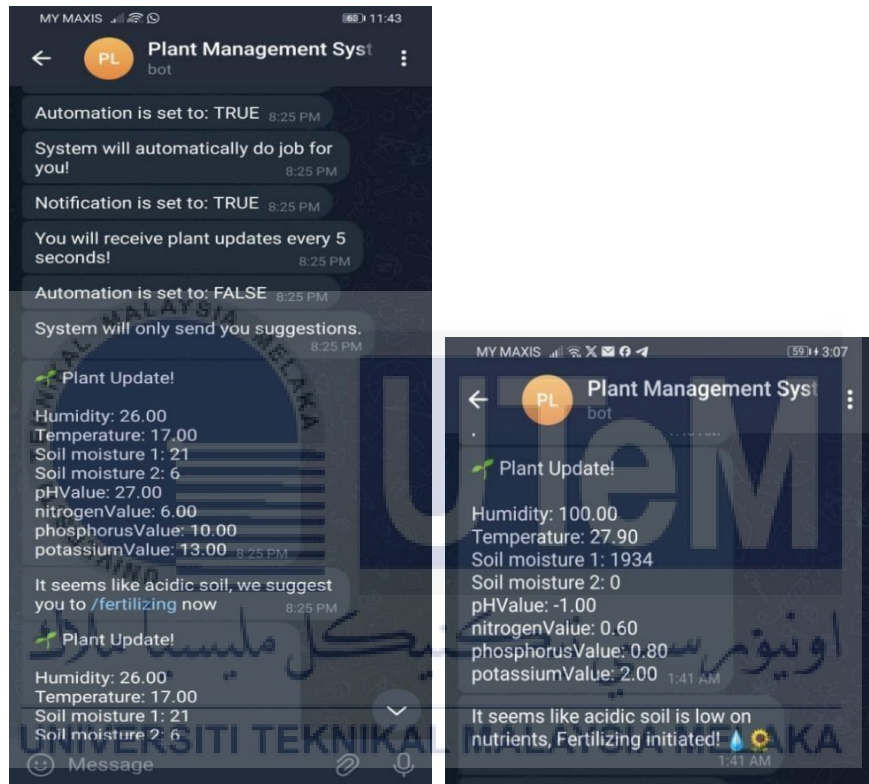 MY MAXIS 63 11:43
PL Plant Management Syst
bot
Automation is set to: TRUE 8:25 PM
System will automatically do job for
you! 8:25 PM
Notification is set to: TRUE 8:25 PM
You will receive plant updates every 5
seconds! 8:25 PM
Automation is set to: FALSE 8:25 PM
System will only send you suggestions.
8:25 PM
Plant Update!
Humidity: 26.00
Temperature: 17.00
Soil moisture 1: 21
Soil moisture 2: 6
pHValue: 27.00
nitrogenValue: 6.00
phosphorusValue: 10.00
potassiumValue: 13.00 8:25 PM
It seems like acidic soil, we suggest
you to /fertilizing now 8:25 PM
Plant Update!
Humidity: 26.00
Temperature: 17.00
Soil moisture 1: 21
Soil moisture 2: 6
Message
MY MAXIS 59 3:07
PL Plant Management Syst
bot
Plant Update!
Humidity: 100.00
Temperature: 27.90
Soil moisture 1: 1934
Soil moisture 2: 0
pHValue: -1.00
nitrogenValue: 0.60
phosphorusValue: 0.80
potassiumValue: 2.00 1:41 AM
It seems like acidic soil is low on
nutrients, Fertilizing initiated!
1:41 AM
UTeM
اونيۏرسيتي تيكنيكل مليسيا ملاك
UNIVERSITI TEKNIKAL MALAYSIA MELAKA